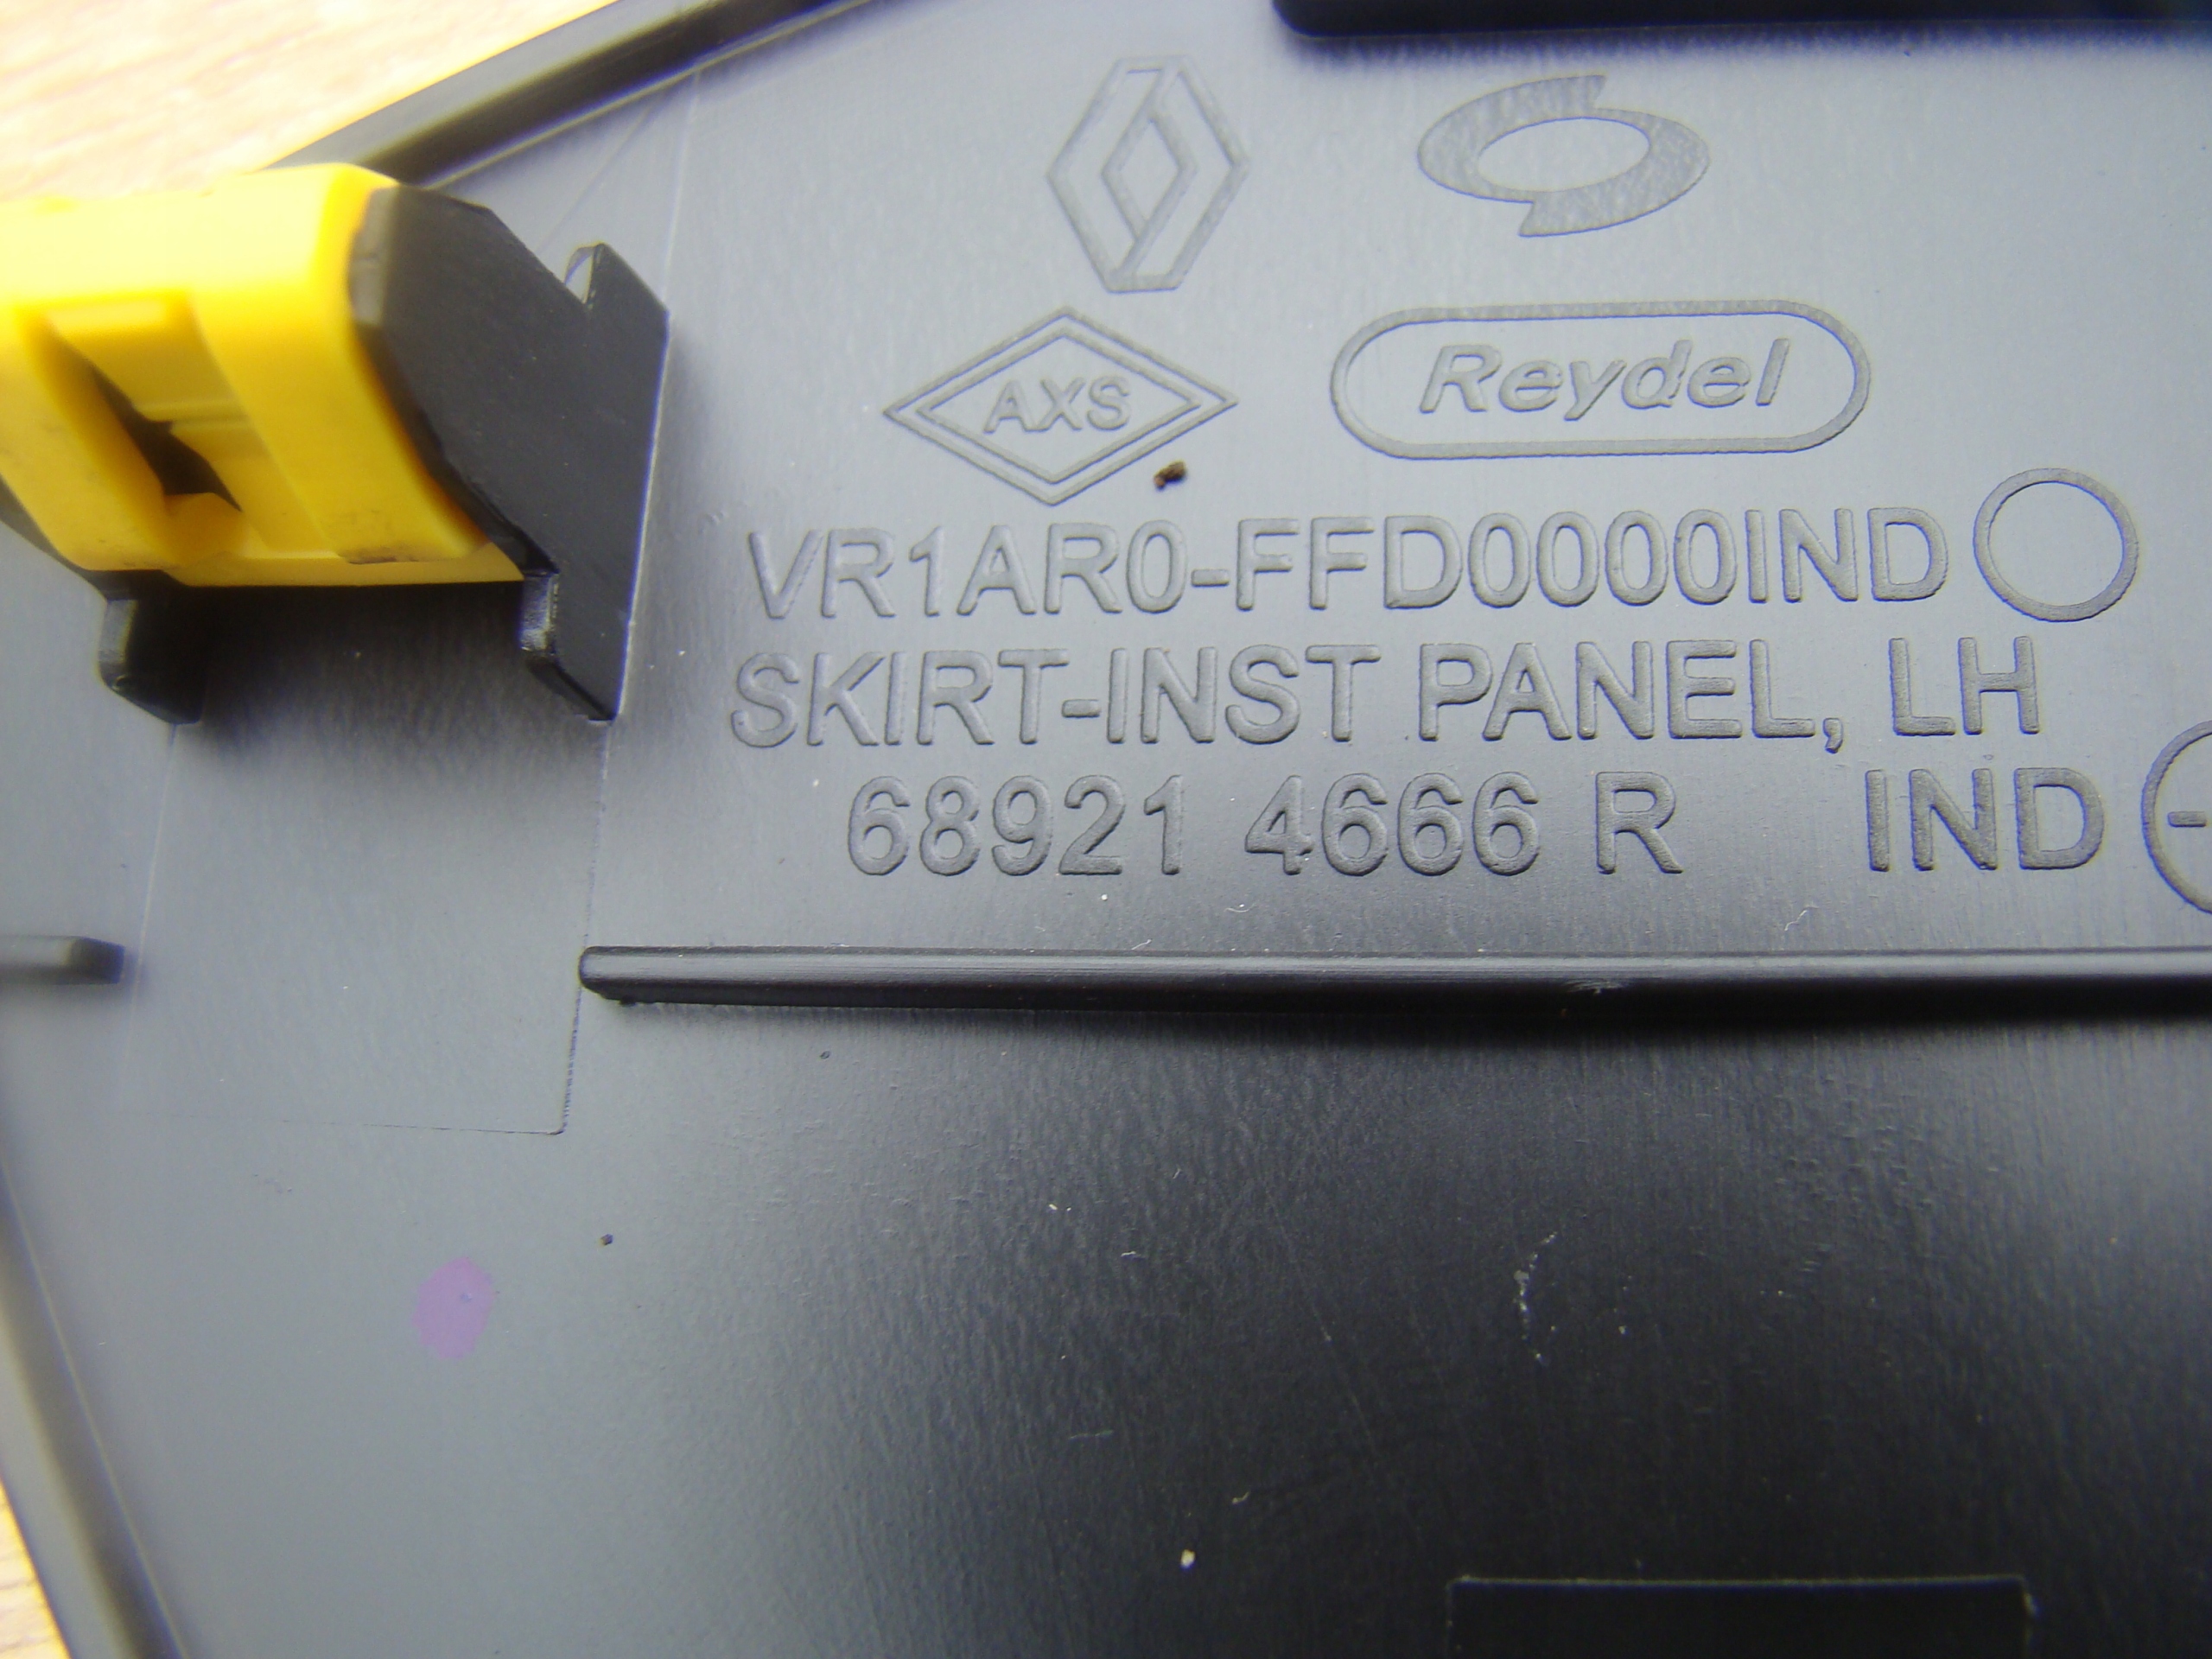 AXS Reydel
VR1AR0-FFD0000IND
SKIRT-INST PANEL, LH
68921 4666 R IND